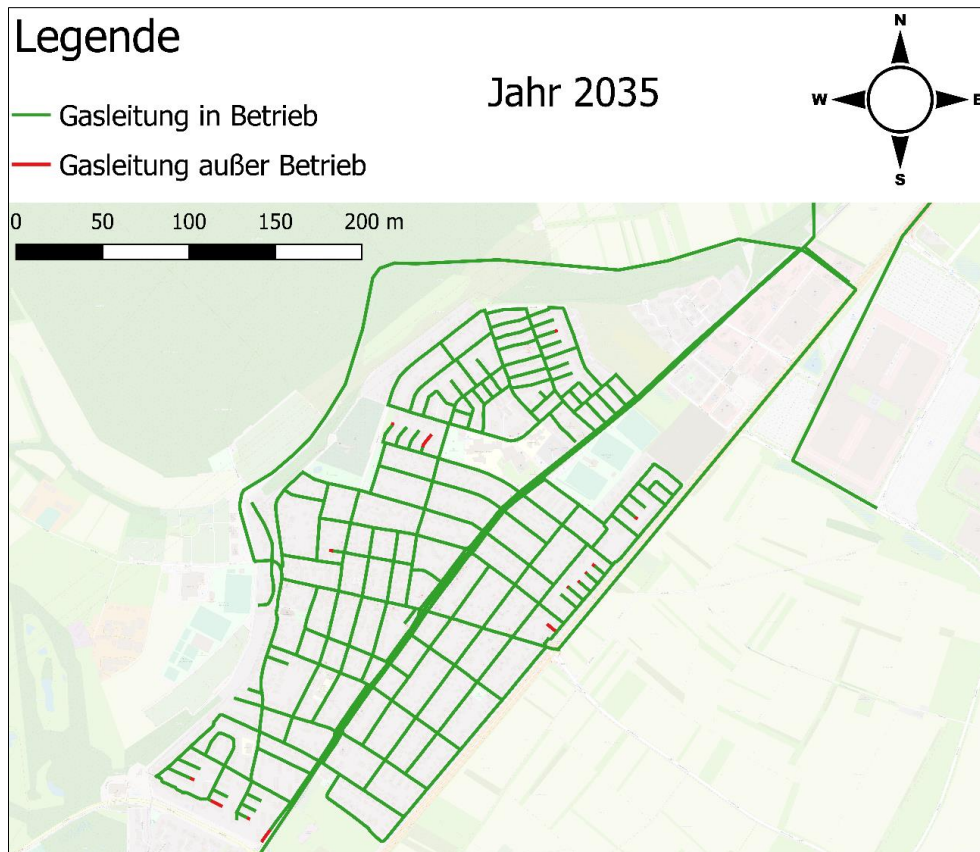 Legende
Jahr 2035
Gasleitung in Betrieb
Gasleitung außer Betrieb
N
W
E
S
0 50 100 150 200 m